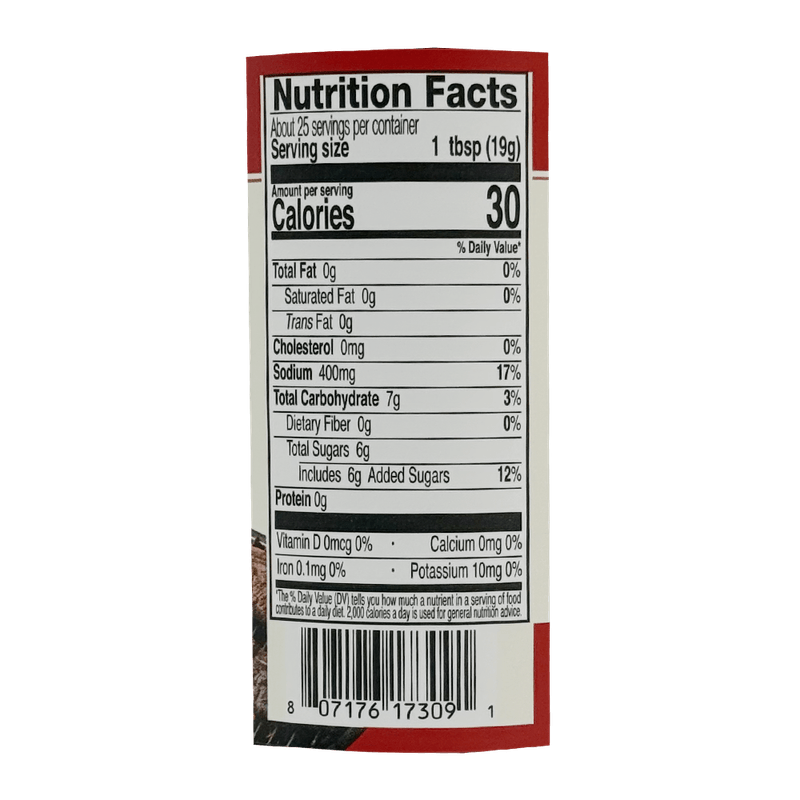 Nutrition Facts
About 25 servings per container
Serving size 1 tbsp (19g)
Amount per serving
Calories 30
% Daily Value*
Total Fat 0g 0%
Saturated Fat 0g 0%
Trans Fat 0g
Cholesterol 0mg 0%
Sodium 400mg 17%
Total Carbohydrate 7g 3%
Dietary Fiber 0g 0%
Total Sugars 6g
Includes 6g Added Sugars 12%
Protein 0g
Vitamin D 0mcg 0% · Calcium 0mg 0%
Iron 0.1mg 0% · Potassium 10mg 0%
*The % Daily Value (DV) tells you how much a nutrient in a serving of food
contributes to a daily diet. 2,000 calories a day is used for general nutrition advice.
8 07176 17309 1